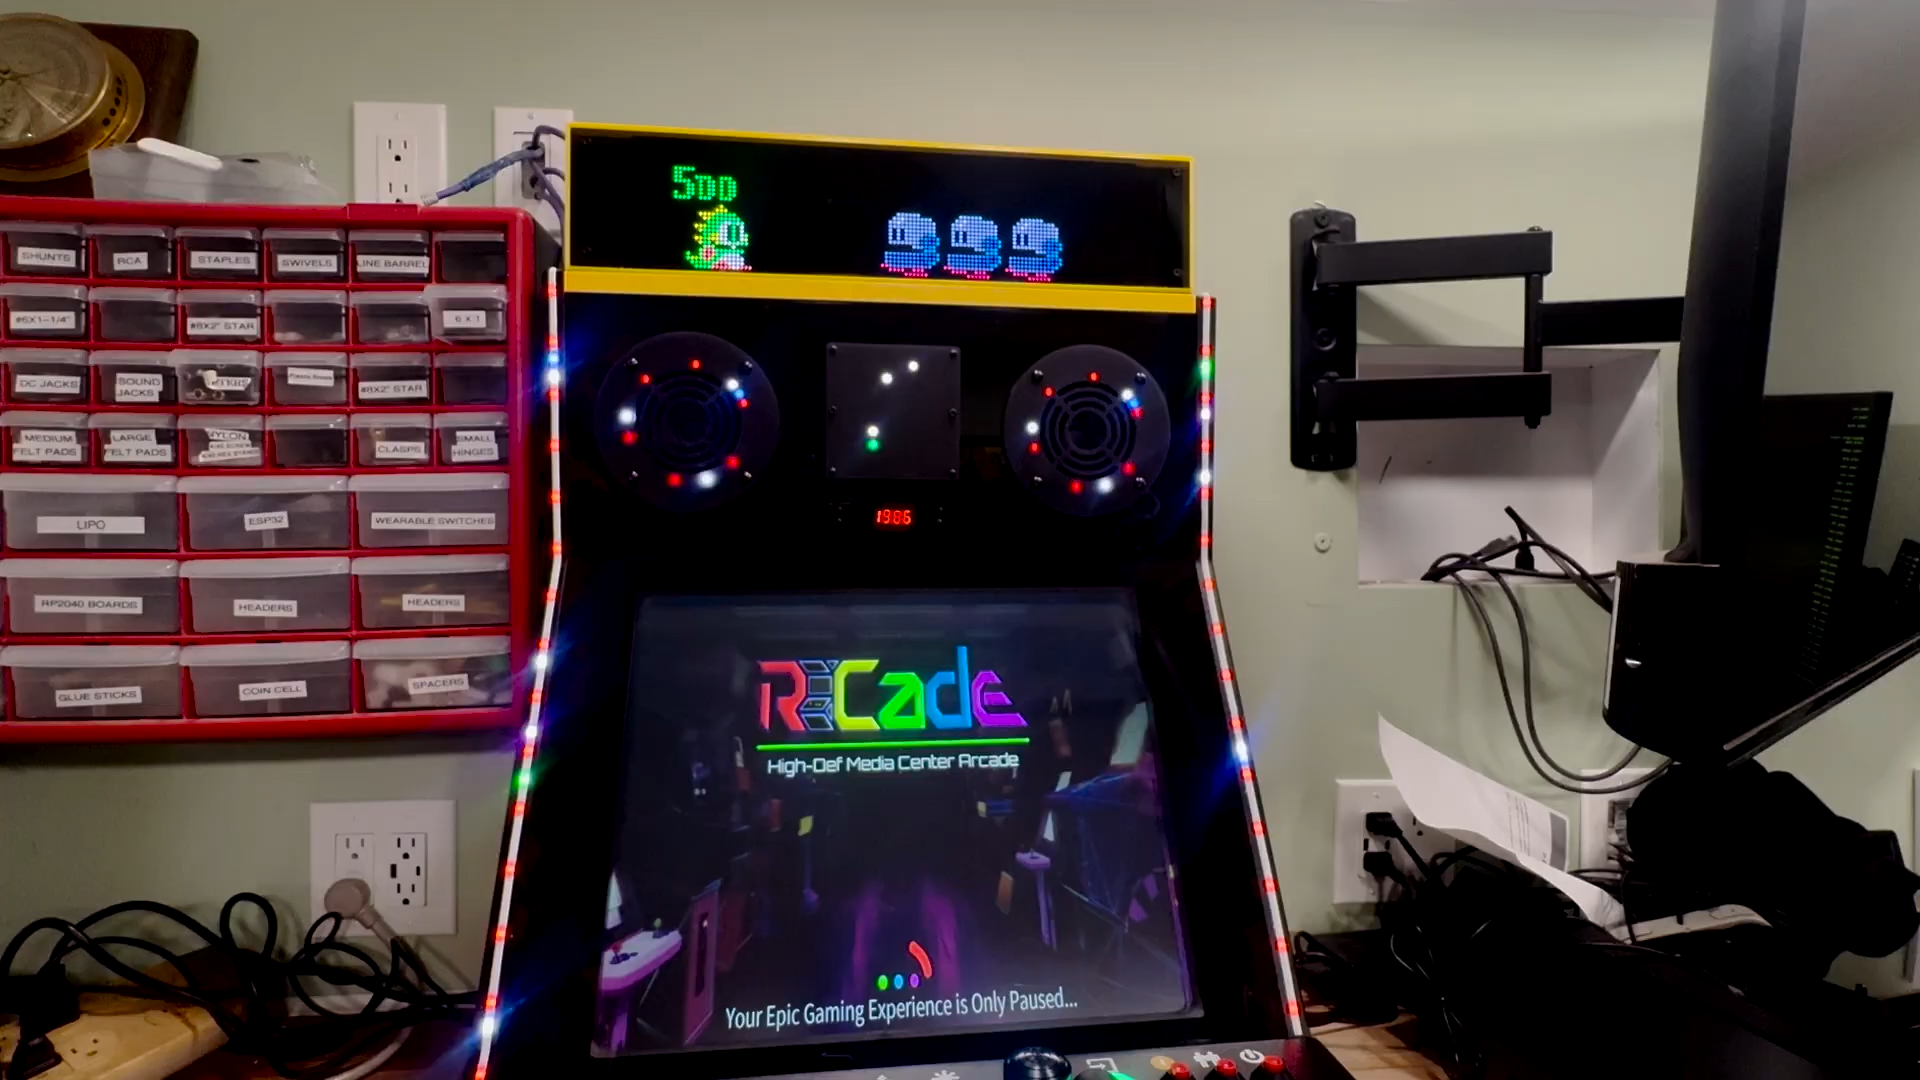 500
SHUNTS
RCA
STAPLES
SWIVELS
LINE BARREL
#6X1-1/4"
#8X2" STAR
6 X 1
DC JACKS
SOUND
JACKS
#8X2" STAR
MEDIUM
FELT PADS
LARGE
FELT PADS
NYLON
CLASPS
SMALL
HINGES
LIPO
ESP32
WEARABLE SWITCHES
RP2040 BOARDS
HEADERS
HEADERS
GLUE STICKS
COIN CELL
SPACERS
1986
RECade
High-Def Media Center Arcade
Your Epic Gaming Experience is Only Paused...